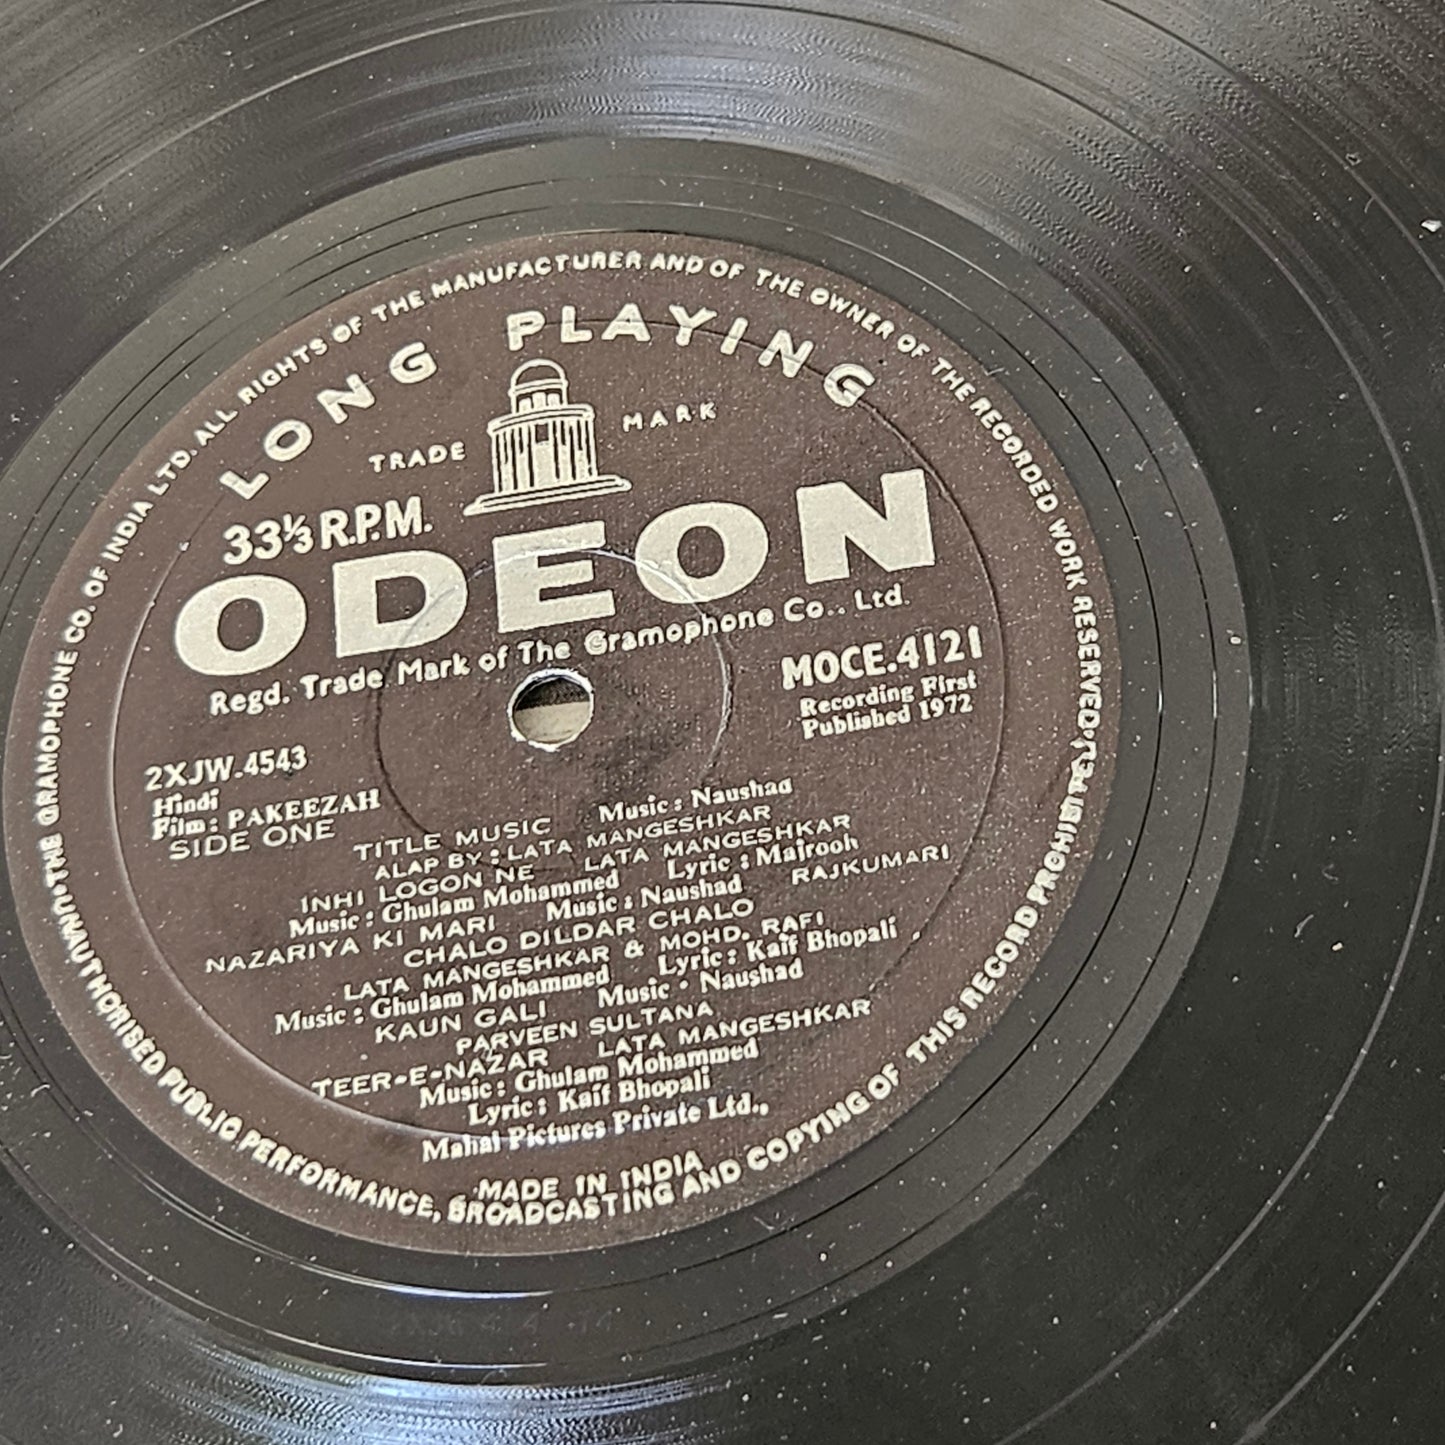 THE GRAMOPHONE CO. OF INDIA LTD. ALL RIGHTS OF THE MANUFACTURER AND OF THE OWNER OF THE RECORDED WORK RESERVED.
UNAUTHORISED PUBLIC PERFORMANCE, BROADCASTING AND COPYING OF THIS RECORD PROHIBITED
LONG PLAYING
TRADE MARK
33⅓ R.P.M.
ODEON
Regd. Trade Mark of The Gramophone Co.. Ltd.
MOCE.4121
Recording First
Published 1972
2XJW.4543
Hindi
Film: PAKEEZAH
SIDE ONE
TITLE MUSIC Music: Naushad
ALAP BY: LATA MANGESHKAR
INHI LOGON NE LATA MANGESHKAR
Music: Ghulam Mohammed Lyric: Majrooh
NAZARIYA KI MARI Music: Naushad RAJKUMARI
CHALO DILDAR CHALO
LATA MANGESHKAR & MOHD. RAFI
Music: Ghulam Mohammed Lyric: Kaif Bhopali
KAUN GALI Music: Naushad
PARVEEN SULTANA
TEER-E-NAZAR LATA MANGESHKAR
Music: Ghulam Mohammed
Lyric: Kaif Bhopali
Mahal Pictures Private Ltd.,
MADE IN INDIA